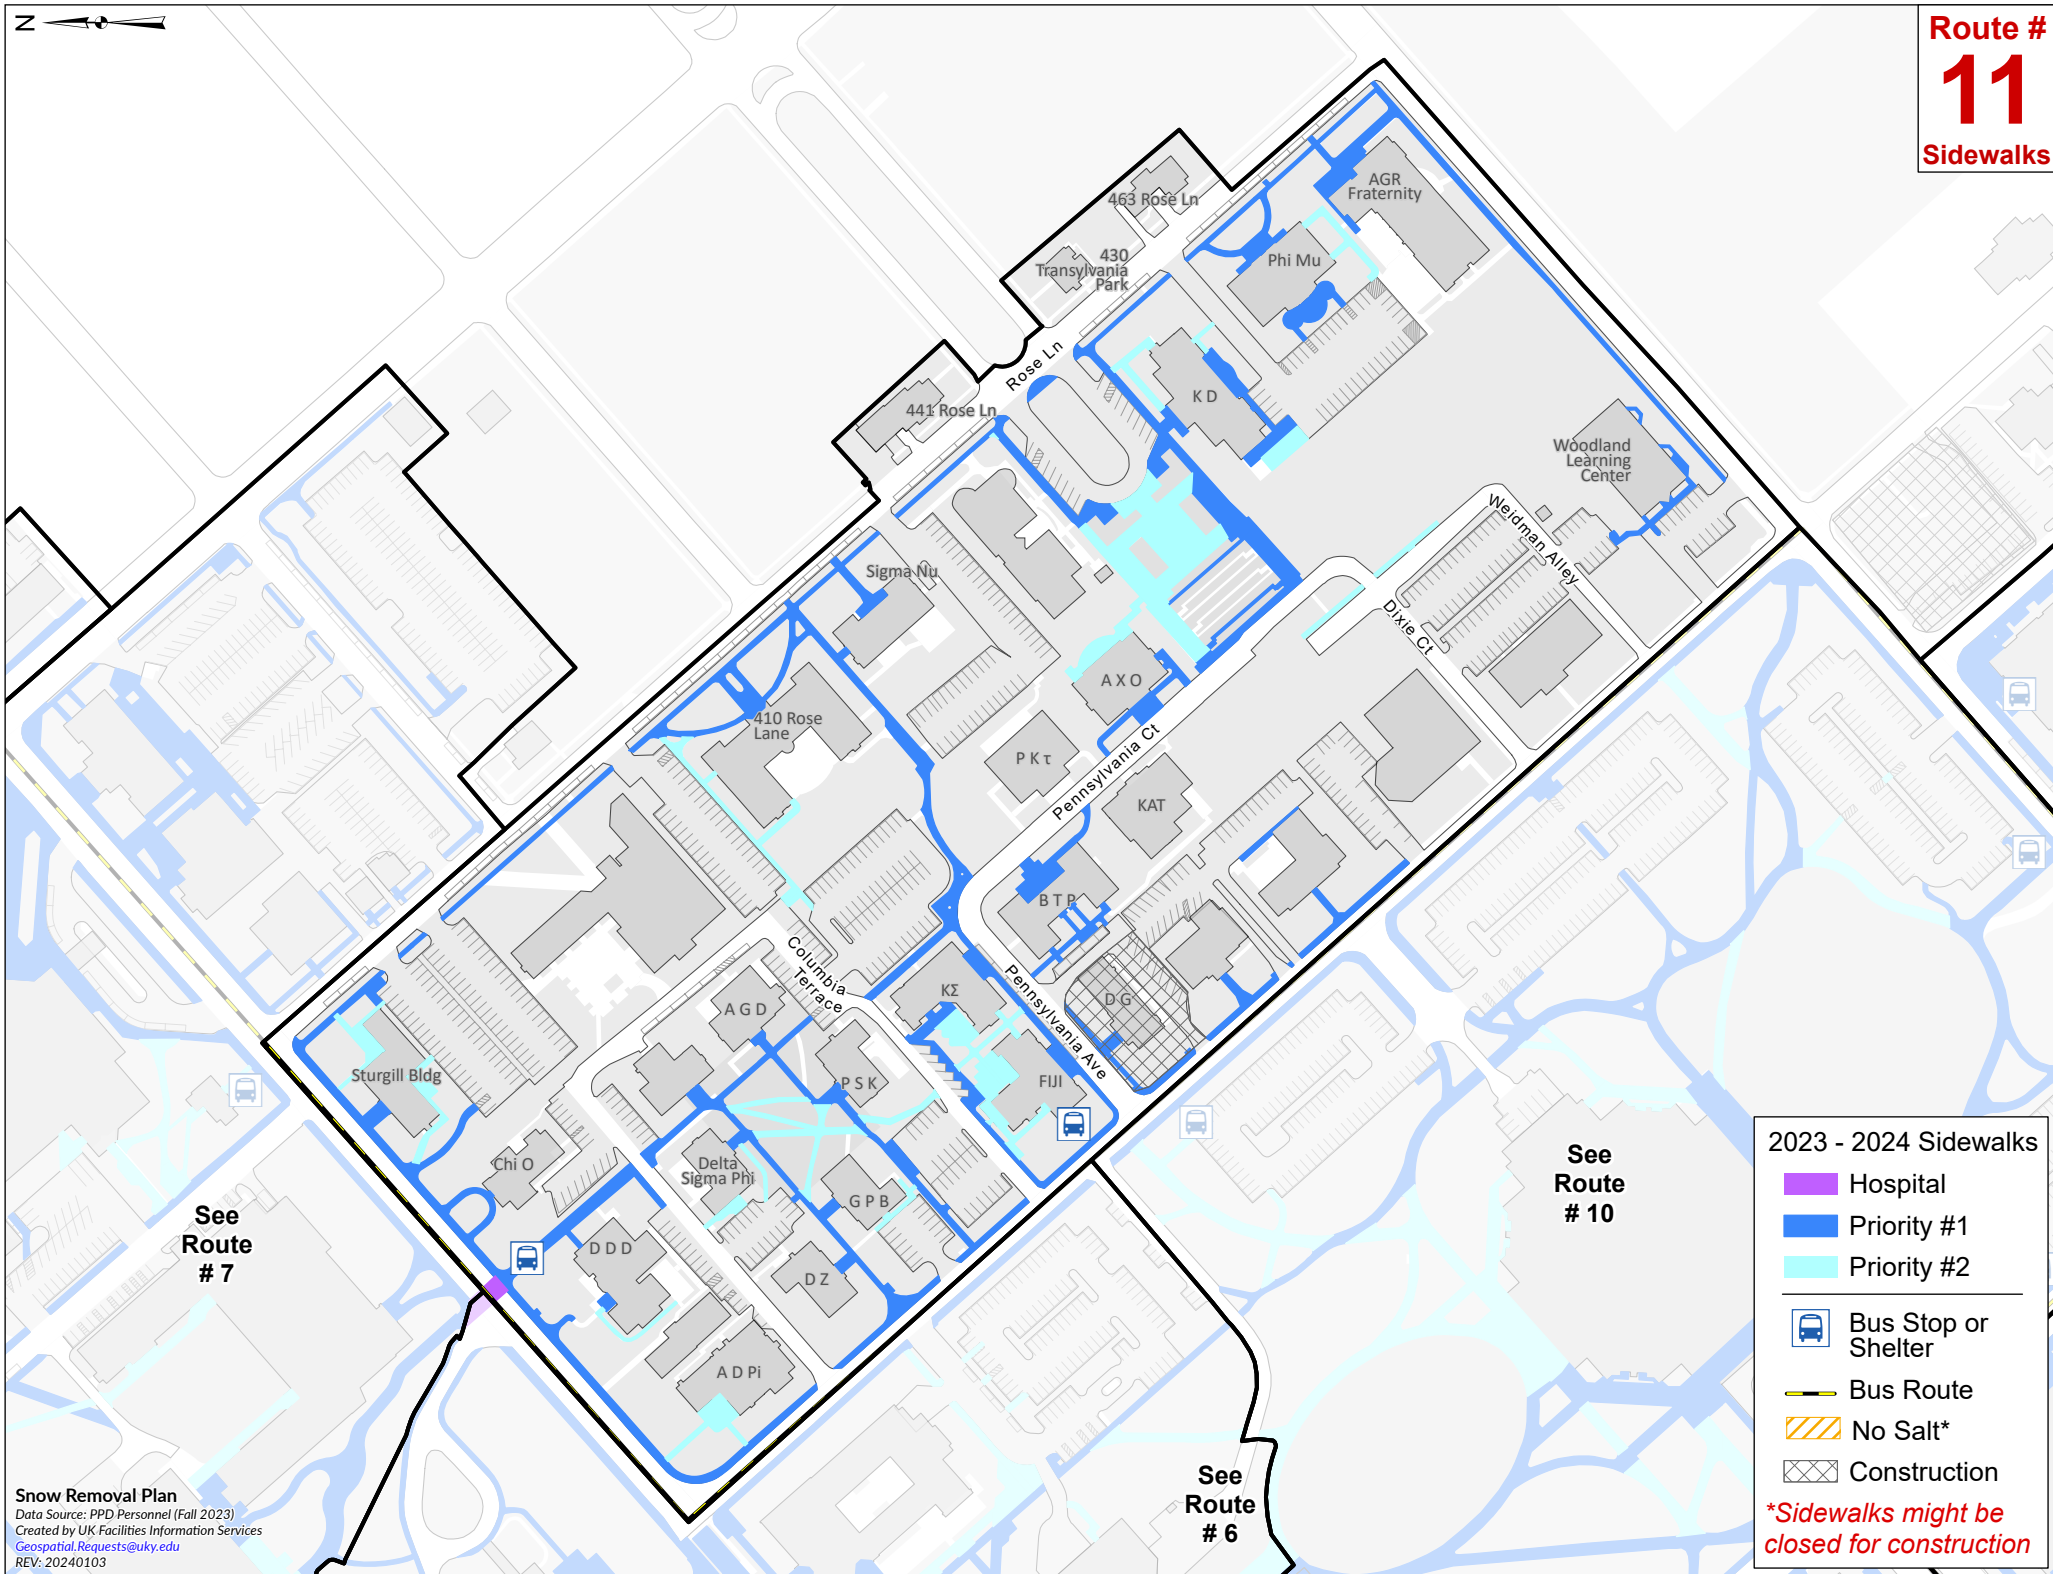 N
Route #
11
Sidewalks
AGR
Fraternity
463 Rose Ln
430
Transylvania
Park
Phi Mu
Rose Ln
K D
441 Rose Ln
Woodland
Learning
Center
Weidman Alley
Sigma Nu
Dixie Ct
A X O
410 Rose
Lane
Pennsylvania Ct
P K τ
KAT
B T P
Columbia
Terrace
Pennsylvania Ave
KΣ
D G
A G D
Sturgill Bldg
P S K
FIJI
Chi O
Delta
Sigma Phi
G P B
D D D
D Z
A D Pi
See
Route
# 7
See
Route
# 10
See
Route
# 6
2023 - 2024 Sidewalks
Hospital
Priority #1
Priority #2
Bus Stop or
Shelter
Bus Route
No Salt*
Construction
*Sidewalks might be
closed for construction
Snow Removal Plan
Data Source: PPD Personnel (Fall 2023)
Created by UK Facilities Information Services
Geospatial.Requests@uky.edu
REV: 20240103